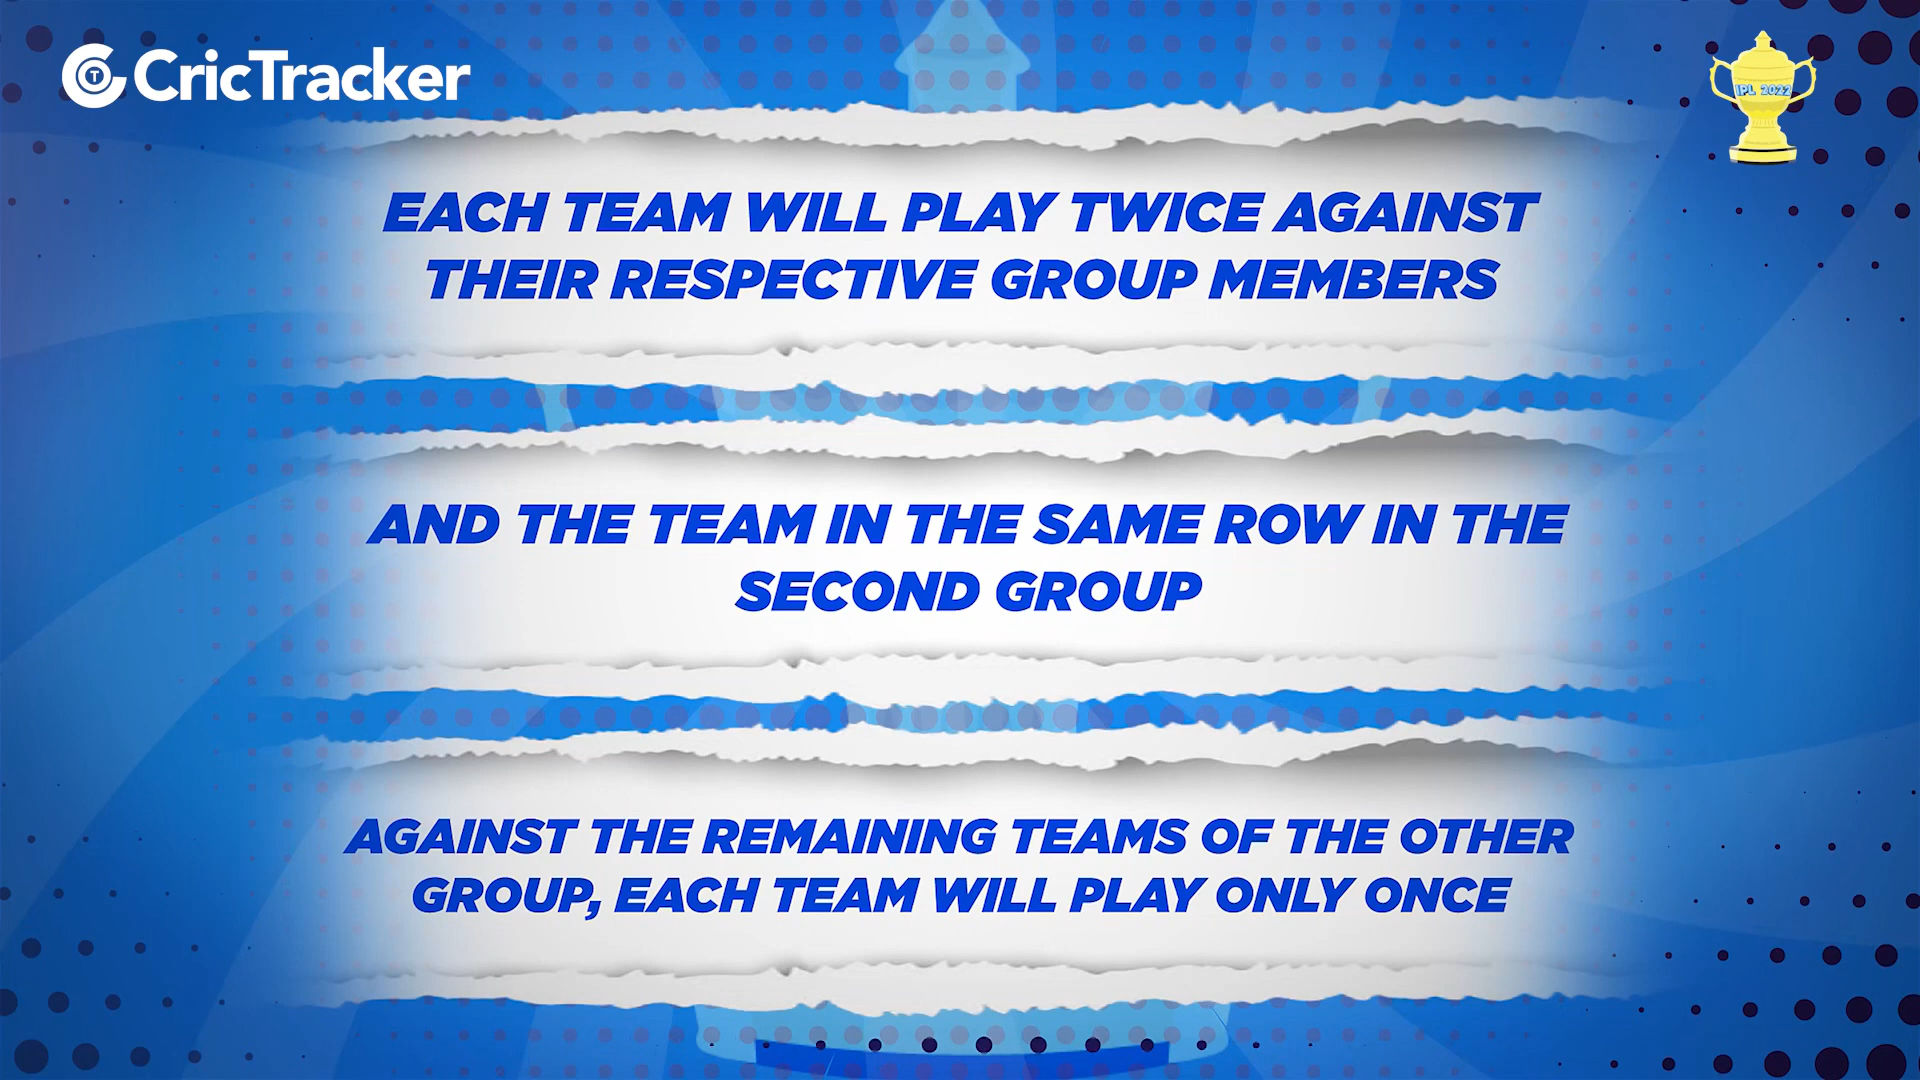 CricTracker
IPL 2022
EACH TEAM WILL PLAY TWICE AGAINST
THEIR RESPECTIVE GROUP MEMBERS
AND THE TEAM IN THE SAME ROW IN THE
SECOND GROUP
AGAINST THE REMAINING TEAMS OF THE OTHER
GROUP, EACH TEAM WILL PLAY ONLY ONCE